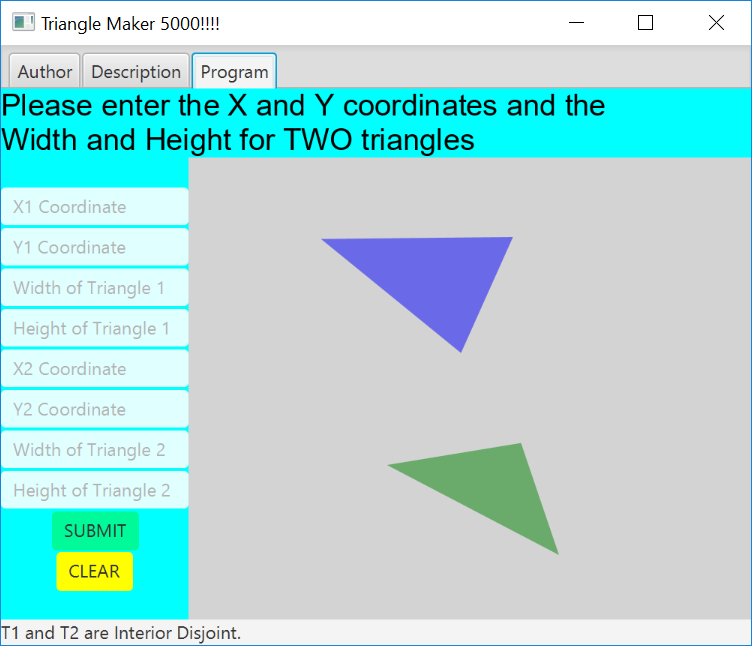 Triangle Maker 5000!!!!
Author Description Program
Please enter the X and Y coordinates and the
Width and Height for TWO triangles
X1 Coordinate
Y1 Coordinate
Width of Triangle 1
Height of Triangle 1
X2 Coordinate
Y2 Coordinate
Width of Triangle 2
Height of Triangle 2
SUBMIT
CLEAR
T1 and T2 are Interior Disjoint.